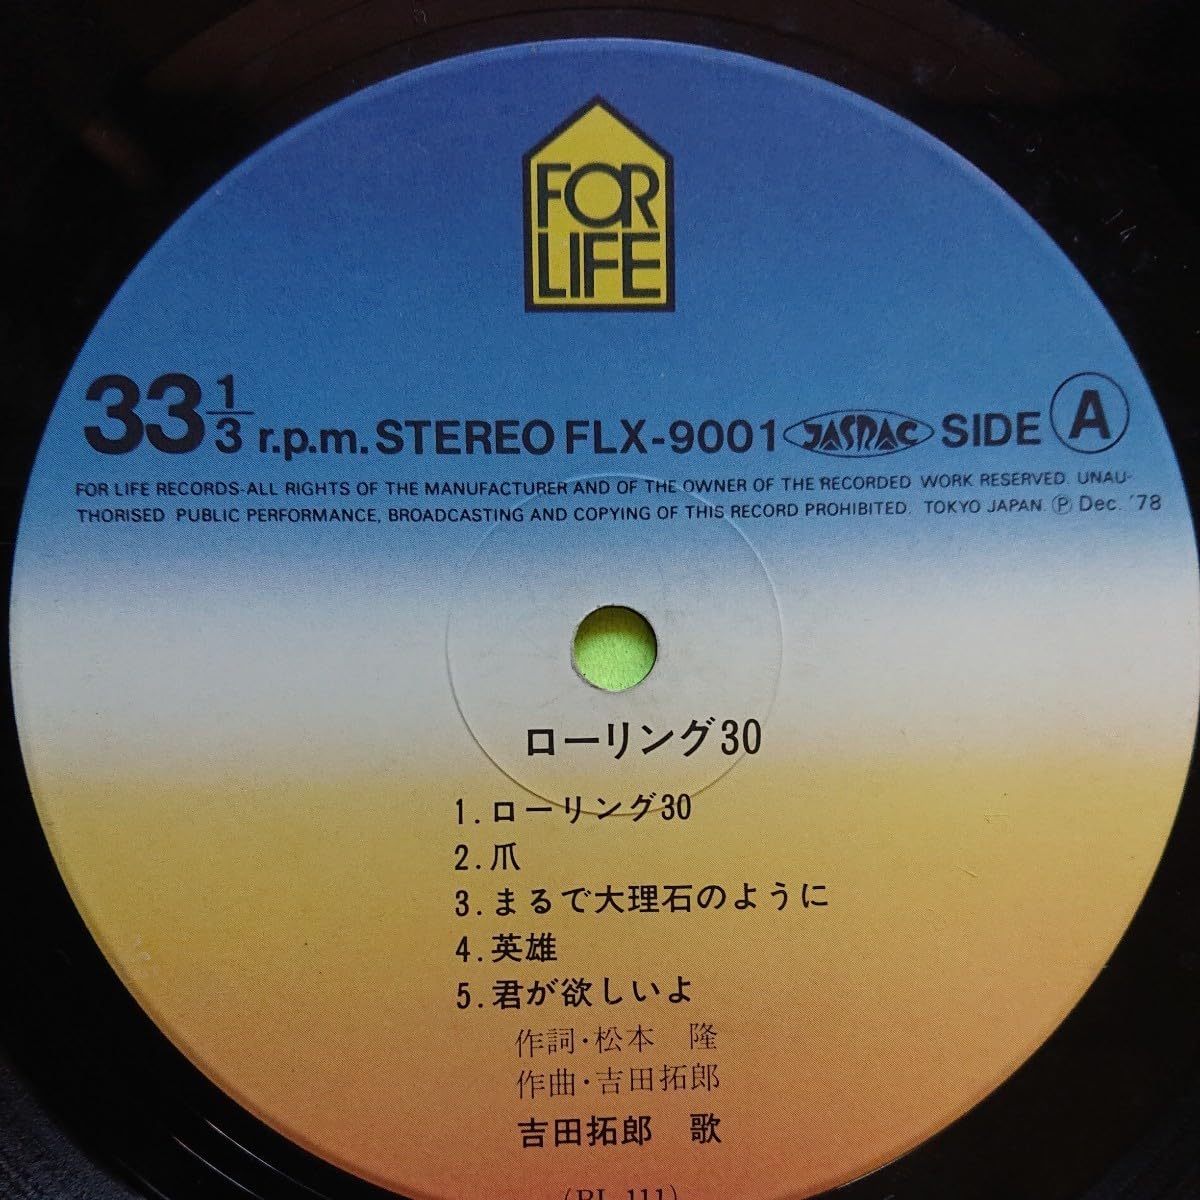 FOR
LIFE
33 1/3 r.p.m. STEREO FLX-9001 JASRAC SIDE A
FOR LIFE RECORDS-ALL RIGHTS OF THE MANUFACTURER AND OF THE OWNER OF THE RECORDED WORK RESERVED. UNAU-
THORISED PUBLIC PERFORMANCE, BROADCASTING AND COPYING OF THIS RECORD PROHIBITED. TOKYO JAPAN. Ⓟ Dec. '78
ローリング30
1. ローリング30
2. 爪
3. まるで大理石のように
4. 英雄
5. 君が欲しいよ
作詞・松本 隆
作曲・吉田拓郎
吉田拓郎 歌